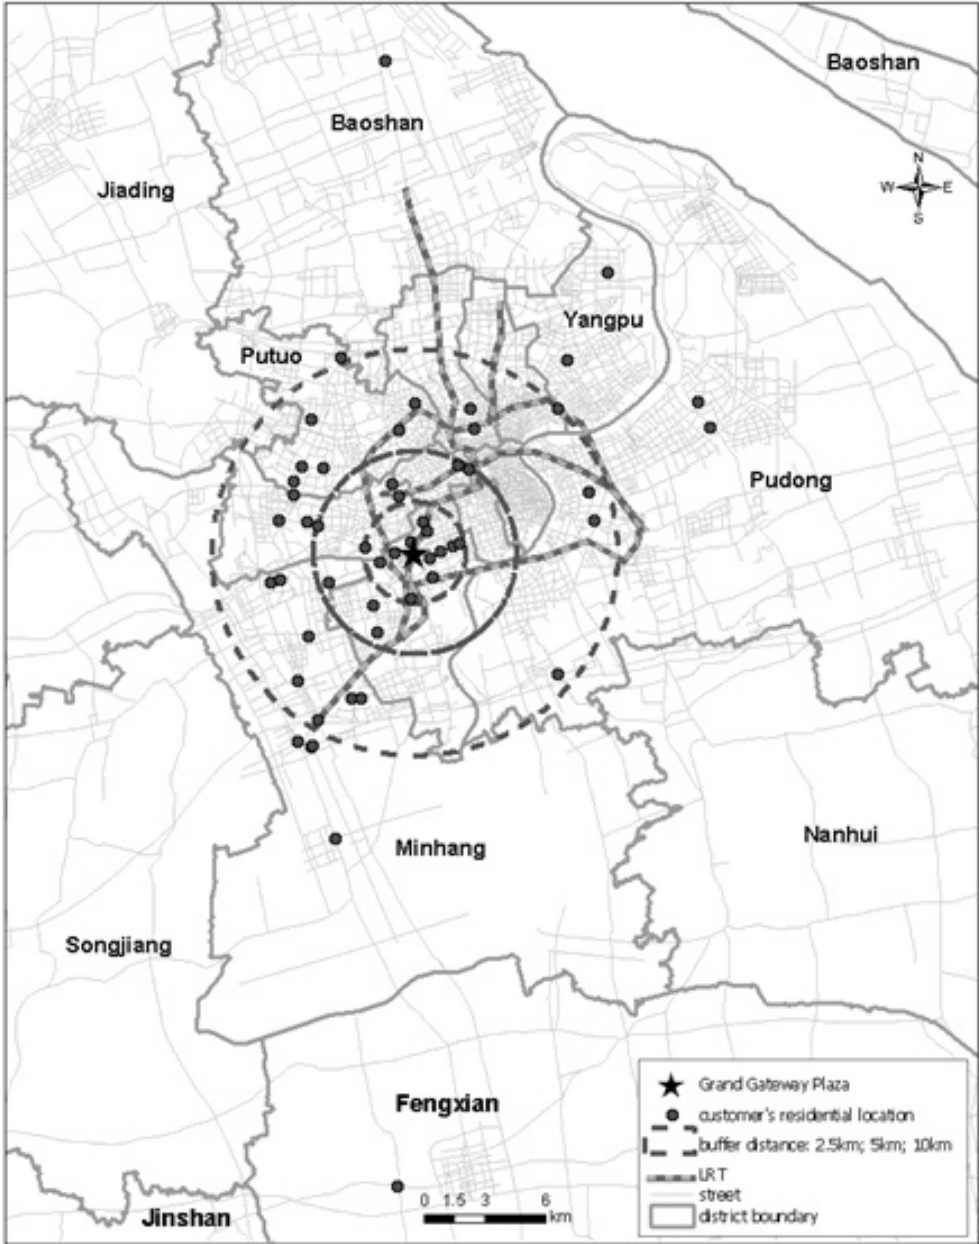 Baoshan
Baoshan
Jiading
N
W E
S
Yangpu
Putuo
Pudong
Minhang
Nanhui
Songjiang
Fengxian
Jinshan
Grand Gateway Plaza
customer's residential location
buffer distance: 2.5km; 5km; 10km
LRT
street
district boundary
0 1.5 3 6
km